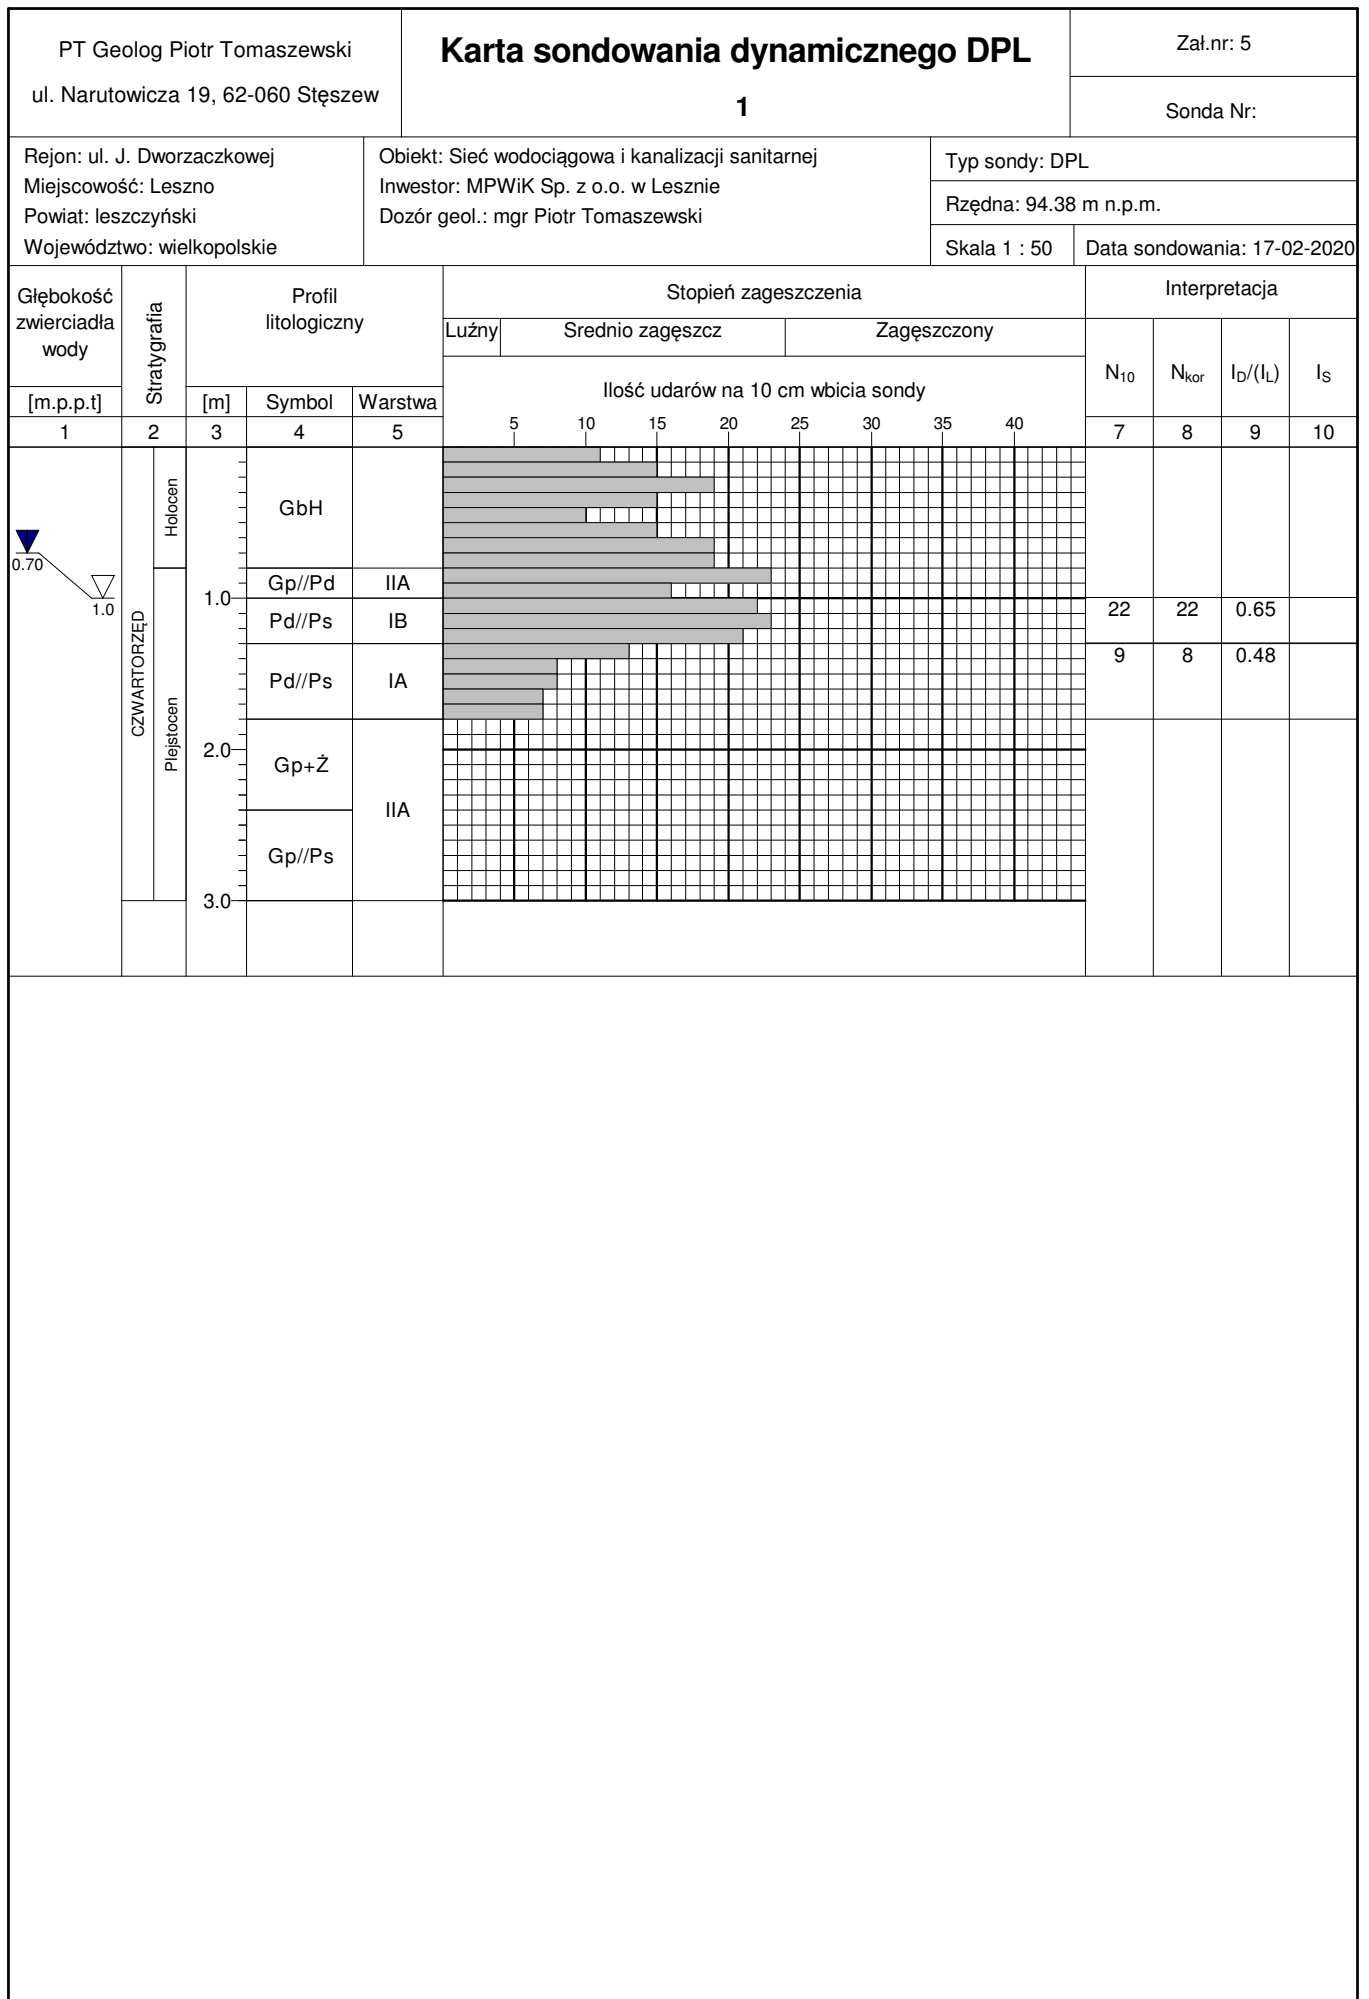 PT Geolog Piotr Tomaszewski
ul. Narutowicza 19, 62-060 Stęszew
Karta sondowania dynamicznego DPL
1
Zał.nr: 5
Sonda Nr:
Rejon: ul. J. Dworzaczkowej
Miejscowość: Leszno
Powiat: leszczyński
Województwo: wielkopolskie
Obiekt: Sieć wodociągowa i kanalizacji sanitarnej
Inwestor: MPWiK Sp. z o.o. w Lesznie
Dozór geol.: mgr Piotr Tomaszewski
Typ sondy: DPL
Rzędna: 94.38 m n.p.m.
Skala 1 : 50
Data sondowania: 17-02-2020
Głębokość
zwierciadła
wody
[m.p.p.t]
Stratygrafia
Profil
litologiczny
[m] Symbol Warstwa
Stopień zageszczenia
Luźny Srednio zagęszcz Zagęszczony
Ilość udarów na 10 cm wbicia sondy
5 10 15 20 25 30 35 40
Interpretacja
N10 Nkor ID/(IL) IS
1 2 3 4 5 7 8 9 10
CZWARTORZĘD
Holocen
Plejstocen
0.70
1.0
1.0
2.0
3.0
GbH
Gp//Pd IIA
Pd//Ps IB
22 22 0.65
Pd//Ps IA
9 8 0.48
Gp+Ż
IIA
Gp//Ps